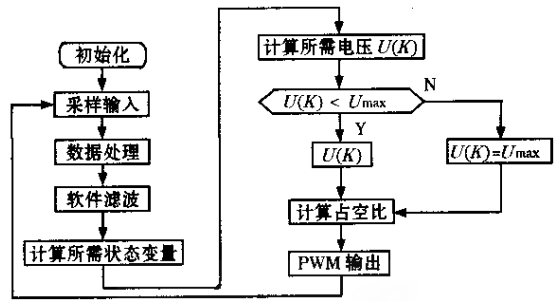 初始化
采样输入
数据处理
软件滤波
计算所需状态变量
计算所需电压 U(K)
U(K) < Umax
N
Y
U(K)
U(K)=Umax
计算占空比
PWM 输出